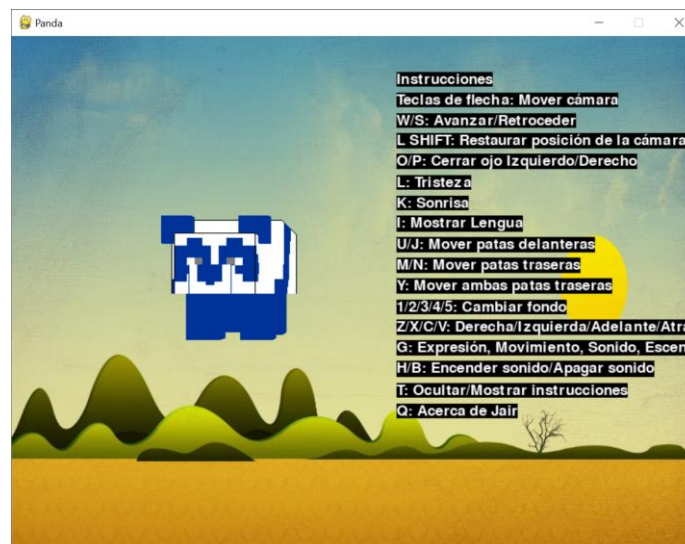 Panda
Instrucciones
Teclas de flecha: Mover cámara
W/S: Avanzar/Retroceder
L SHIFT: Restaurar posición de la cámara
O/P: Cerrar ojo Izquierdo/Derecho
L: Tristeza
K: Sonrisa
I: Mostrar Lengua
U/J: Mover patas delanteras
M/N: Mover patas traseras
Y: Mover ambas patas traseras
1/2/3/4/5: Cambiar fondo
Z/X/C/V: Derecha/Izquierda/Adelante/Atra
G: Expresión, Movimiento, Sonido, Escen
H/B: Encender sonido/Apagar sonido
T: Ocultar/Mostrar instrucciones
Q: Acerca de Jair